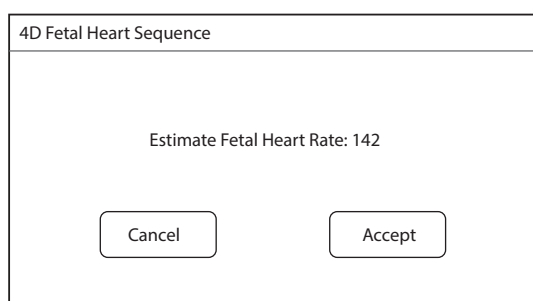 4D Fetal Heart Sequence
Estimate Fetal Heart Rate: 142
Cancel Accept